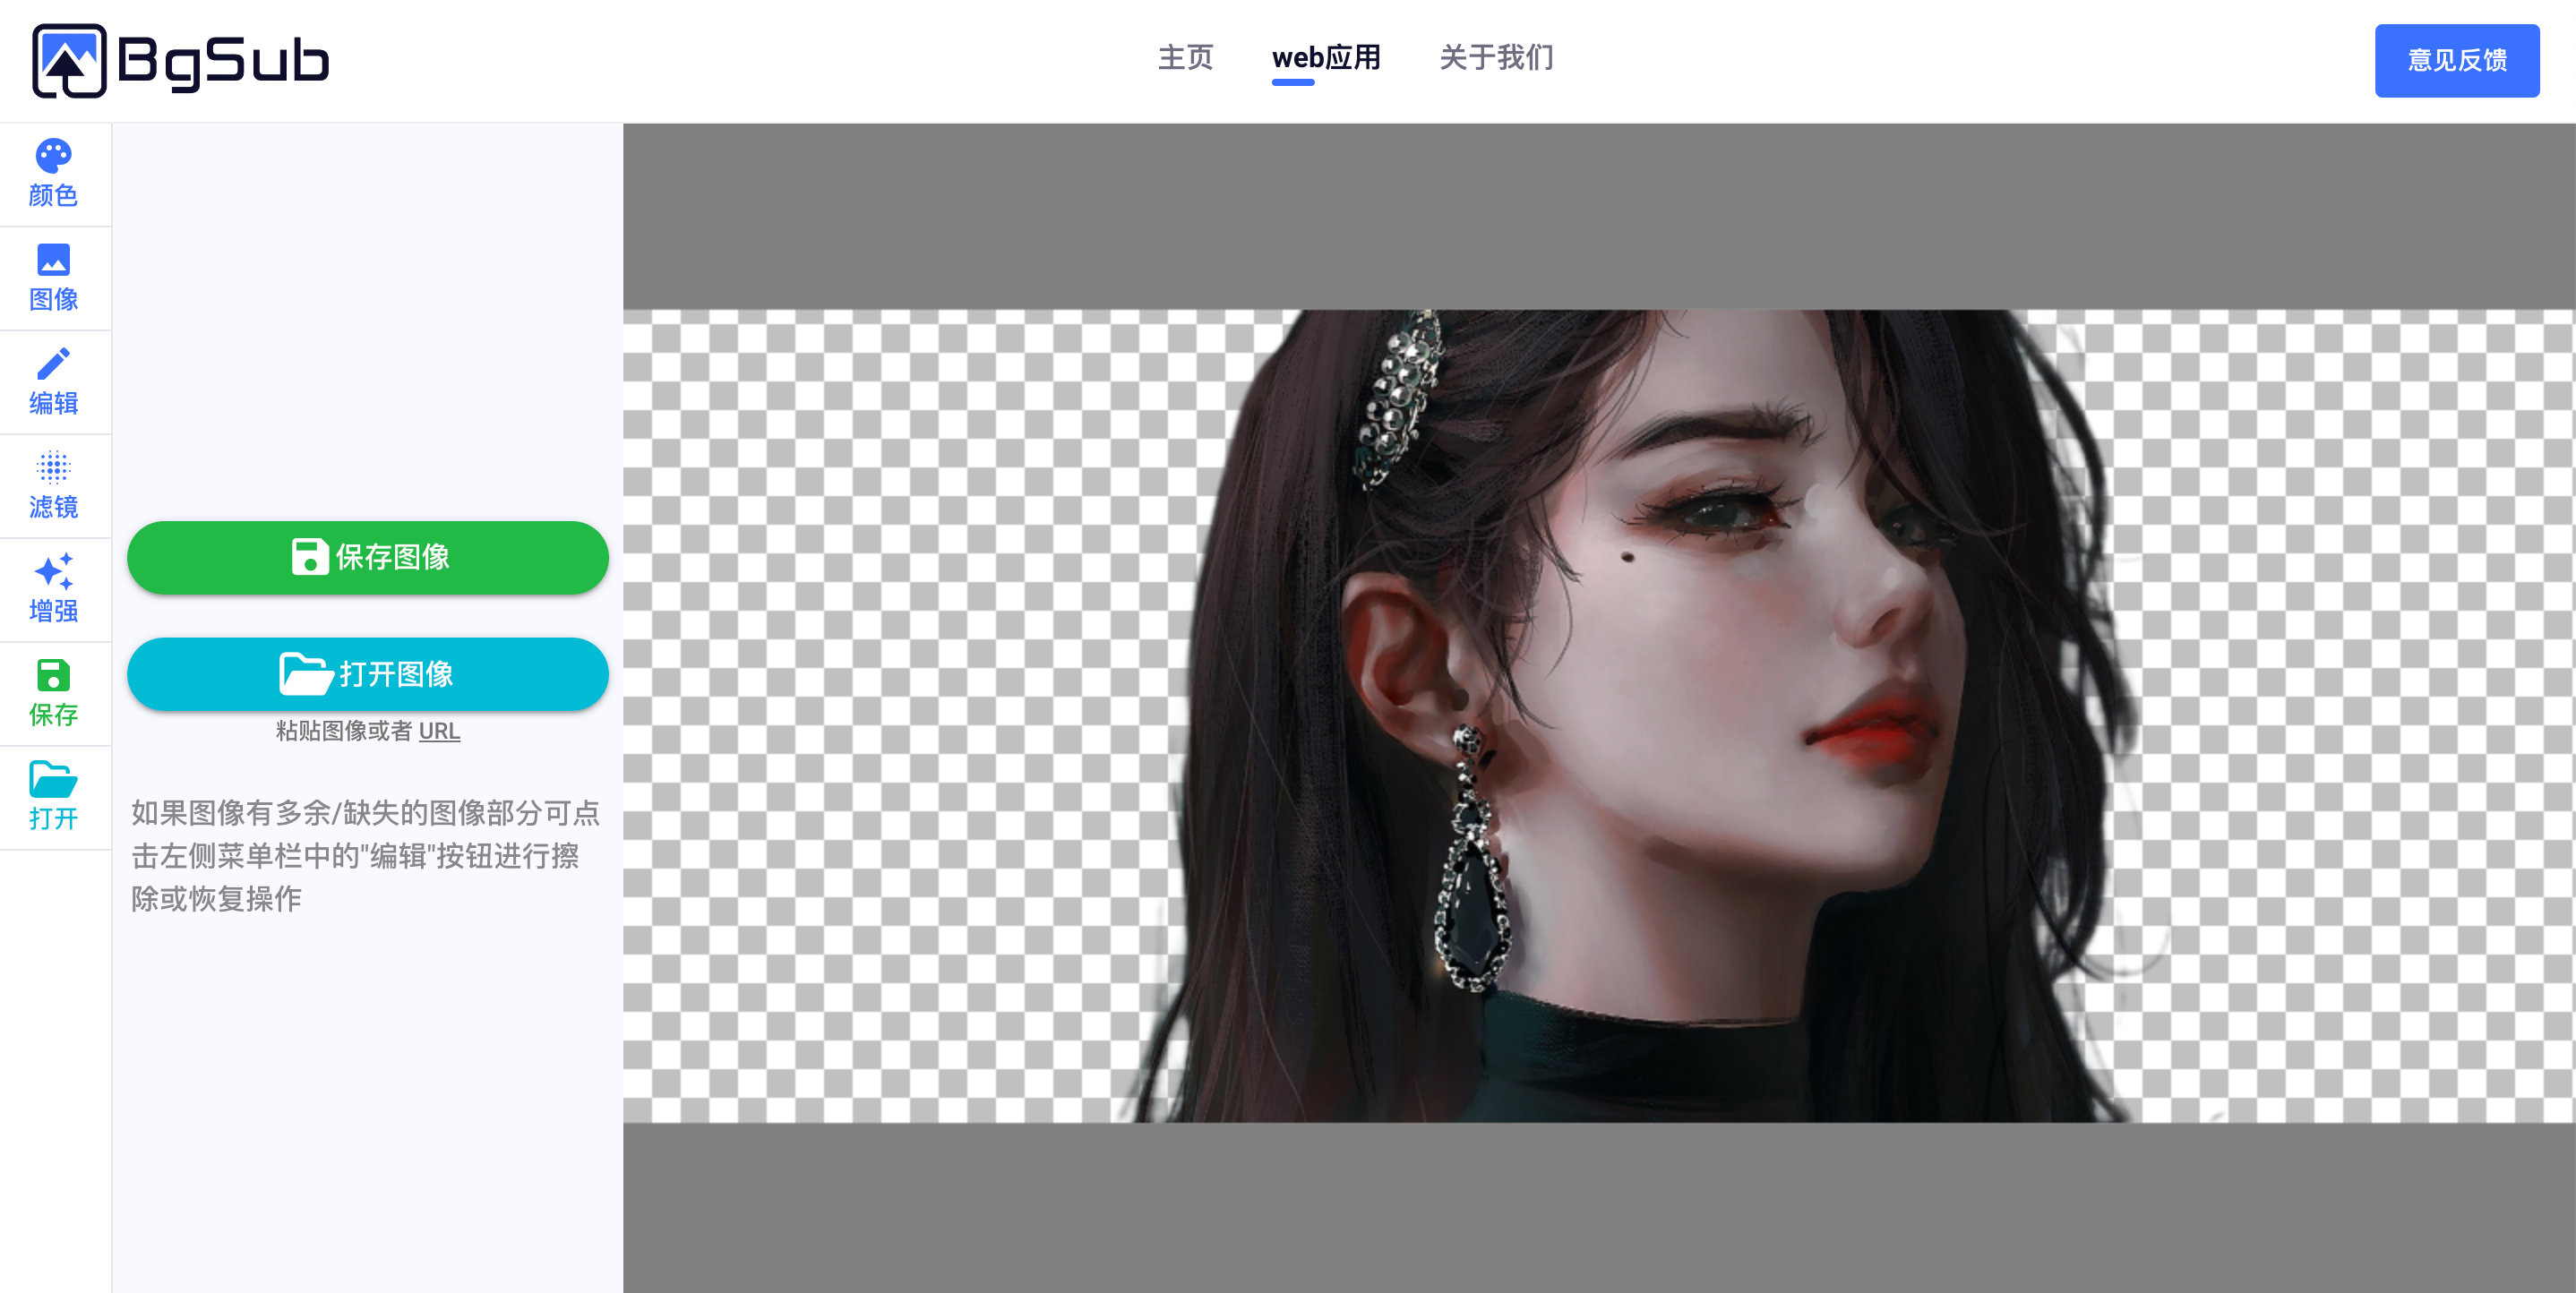 BgSub
主页
web应用
关于我们
意见反馈
颜色
图像
编辑
滤镜
增强
保存
打开
保存图像
打开图像
粘贴图像或者 URL
如果图像有多余/缺失的图像部分可点
击左侧菜单栏中的"编辑"按钮进行擦
除或恢复操作